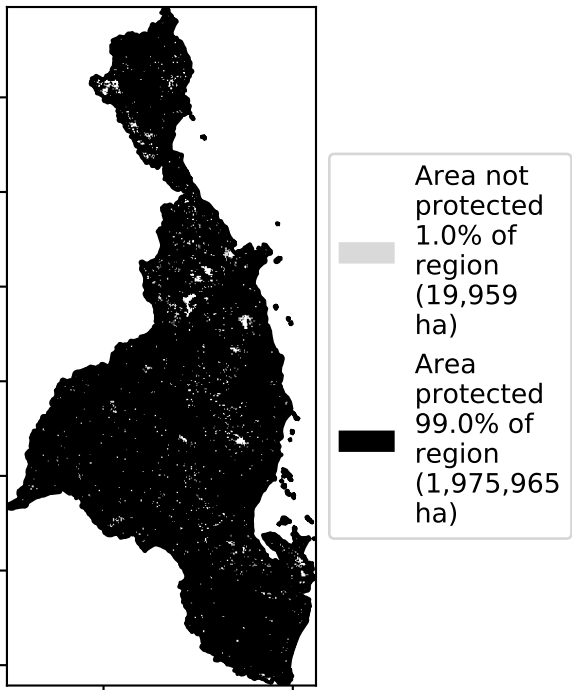 Area not
protected
1.0% of
region
(19,959
ha)
Area
protected
99.0% of
region
(1,975,965
ha)